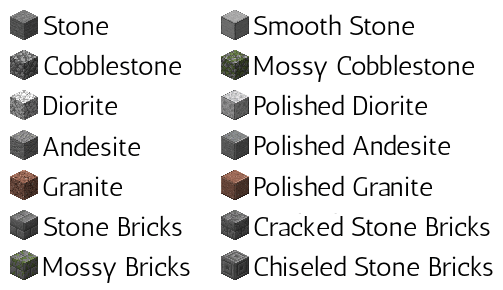 Stone
Smooth Stone
Cobblestone
Mossy Cobblestone
Diorite
Polished Diorite
Andesite
Polished Andesite
Granite
Polished Granite
Stone Bricks
Cracked Stone Bricks
Mossy Bricks
Chiseled Stone Bricks